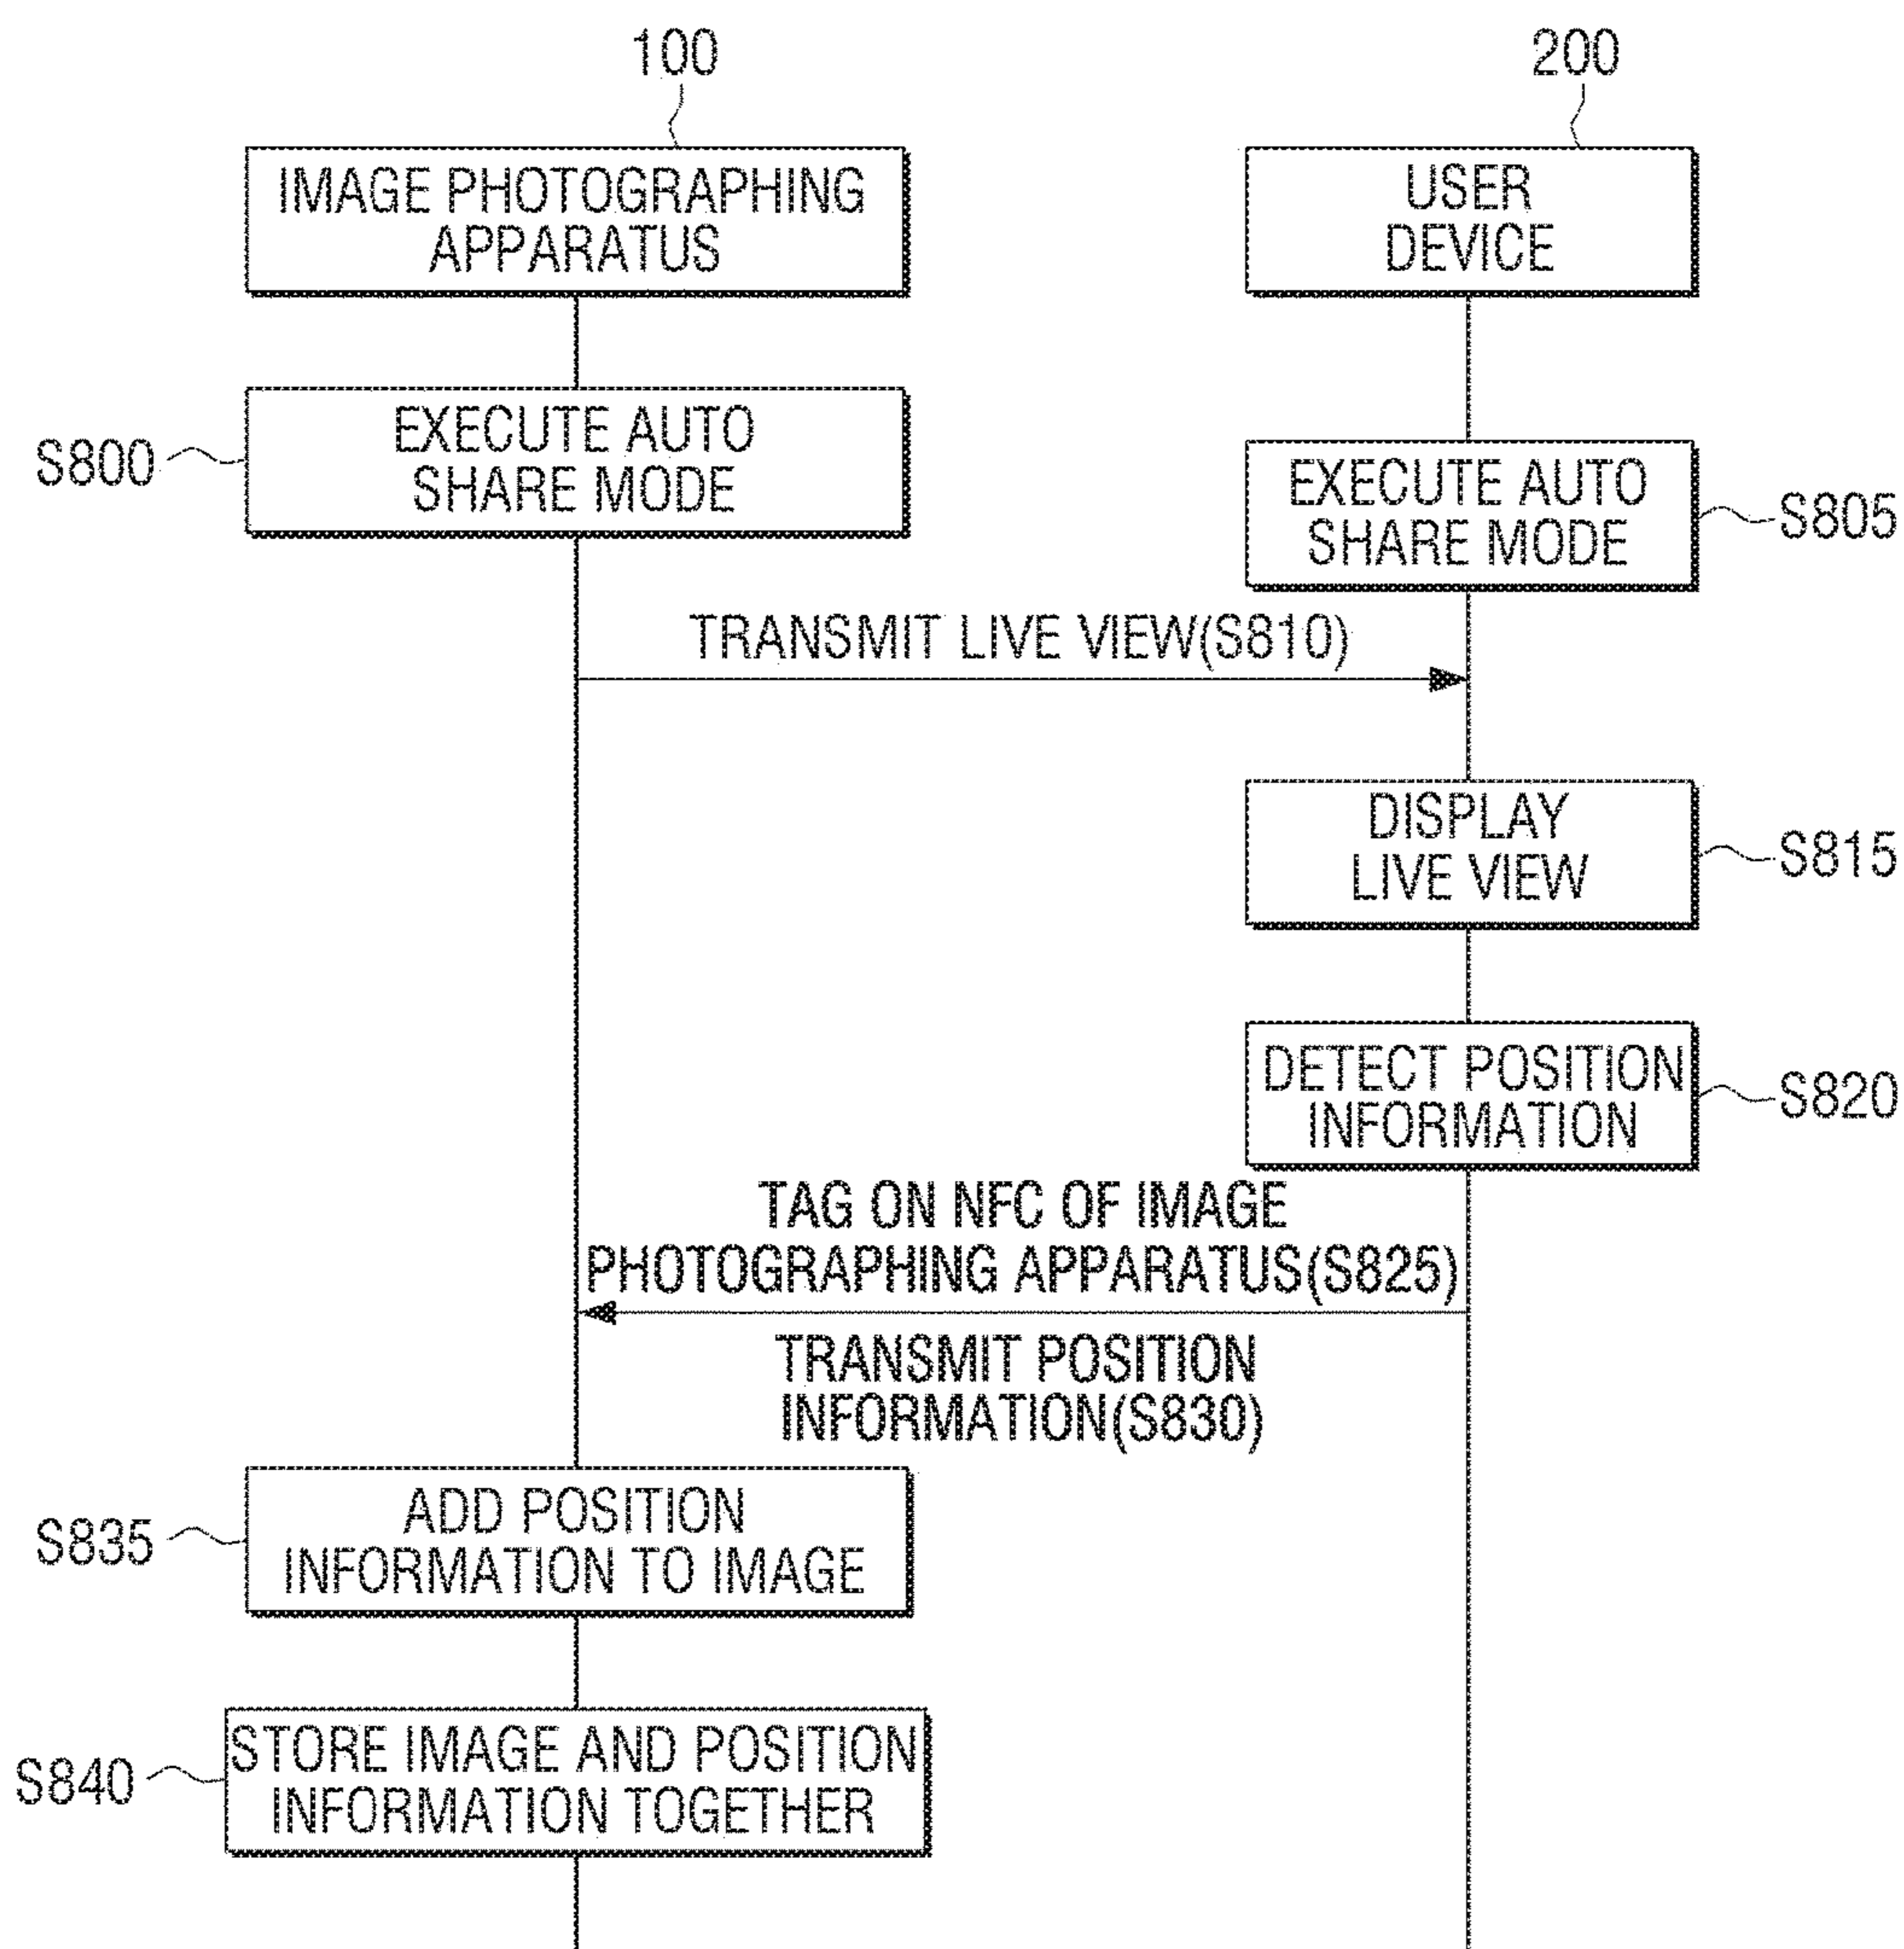 100
200
IMAGE PHOTOGRAPHING
APPARATUS
USER
DEVICE
S800
EXECUTE AUTO
SHARE MODE
EXECUTE AUTO
SHARE MODE
S805
TRANSMIT LIVE VIEW(S810)
DISPLAY
LIVE VIEW
S815
DETECT POSITION
INFORMATION
S820
TAG ON NFC OF IMAGE
PHOTOGRAPHING APPARATUS(S825)
TRANSMIT POSITION
INFORMATION(S830)
S835
ADD POSITION
INFORMATION TO IMAGE
S840
STORE IMAGE AND POSITION
INFORMATION TOGETHER